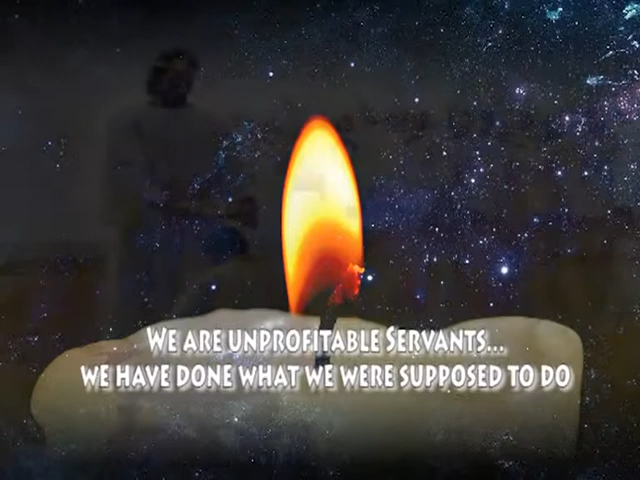 We are unprofitable Servants...
we have done what we were supposed to do